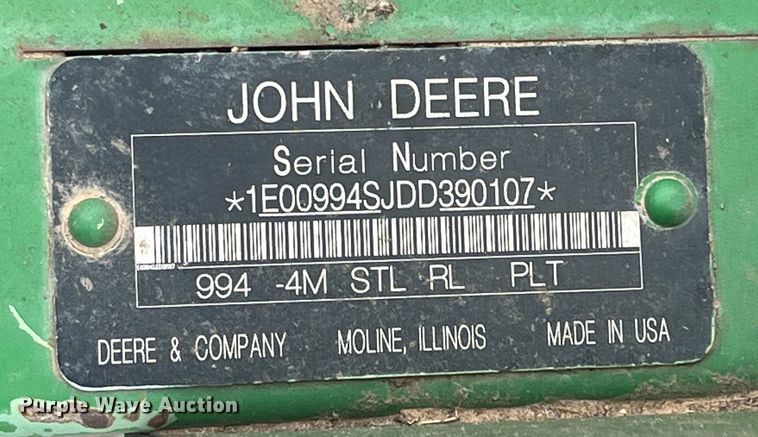 JOHN DEERE
Serial Number
*1E00994SJDD390107*
994 -4M STL RL PLT
DEERE & COMPANY MOLINE, ILLINOIS MADE IN USA
Purple Wave Auction